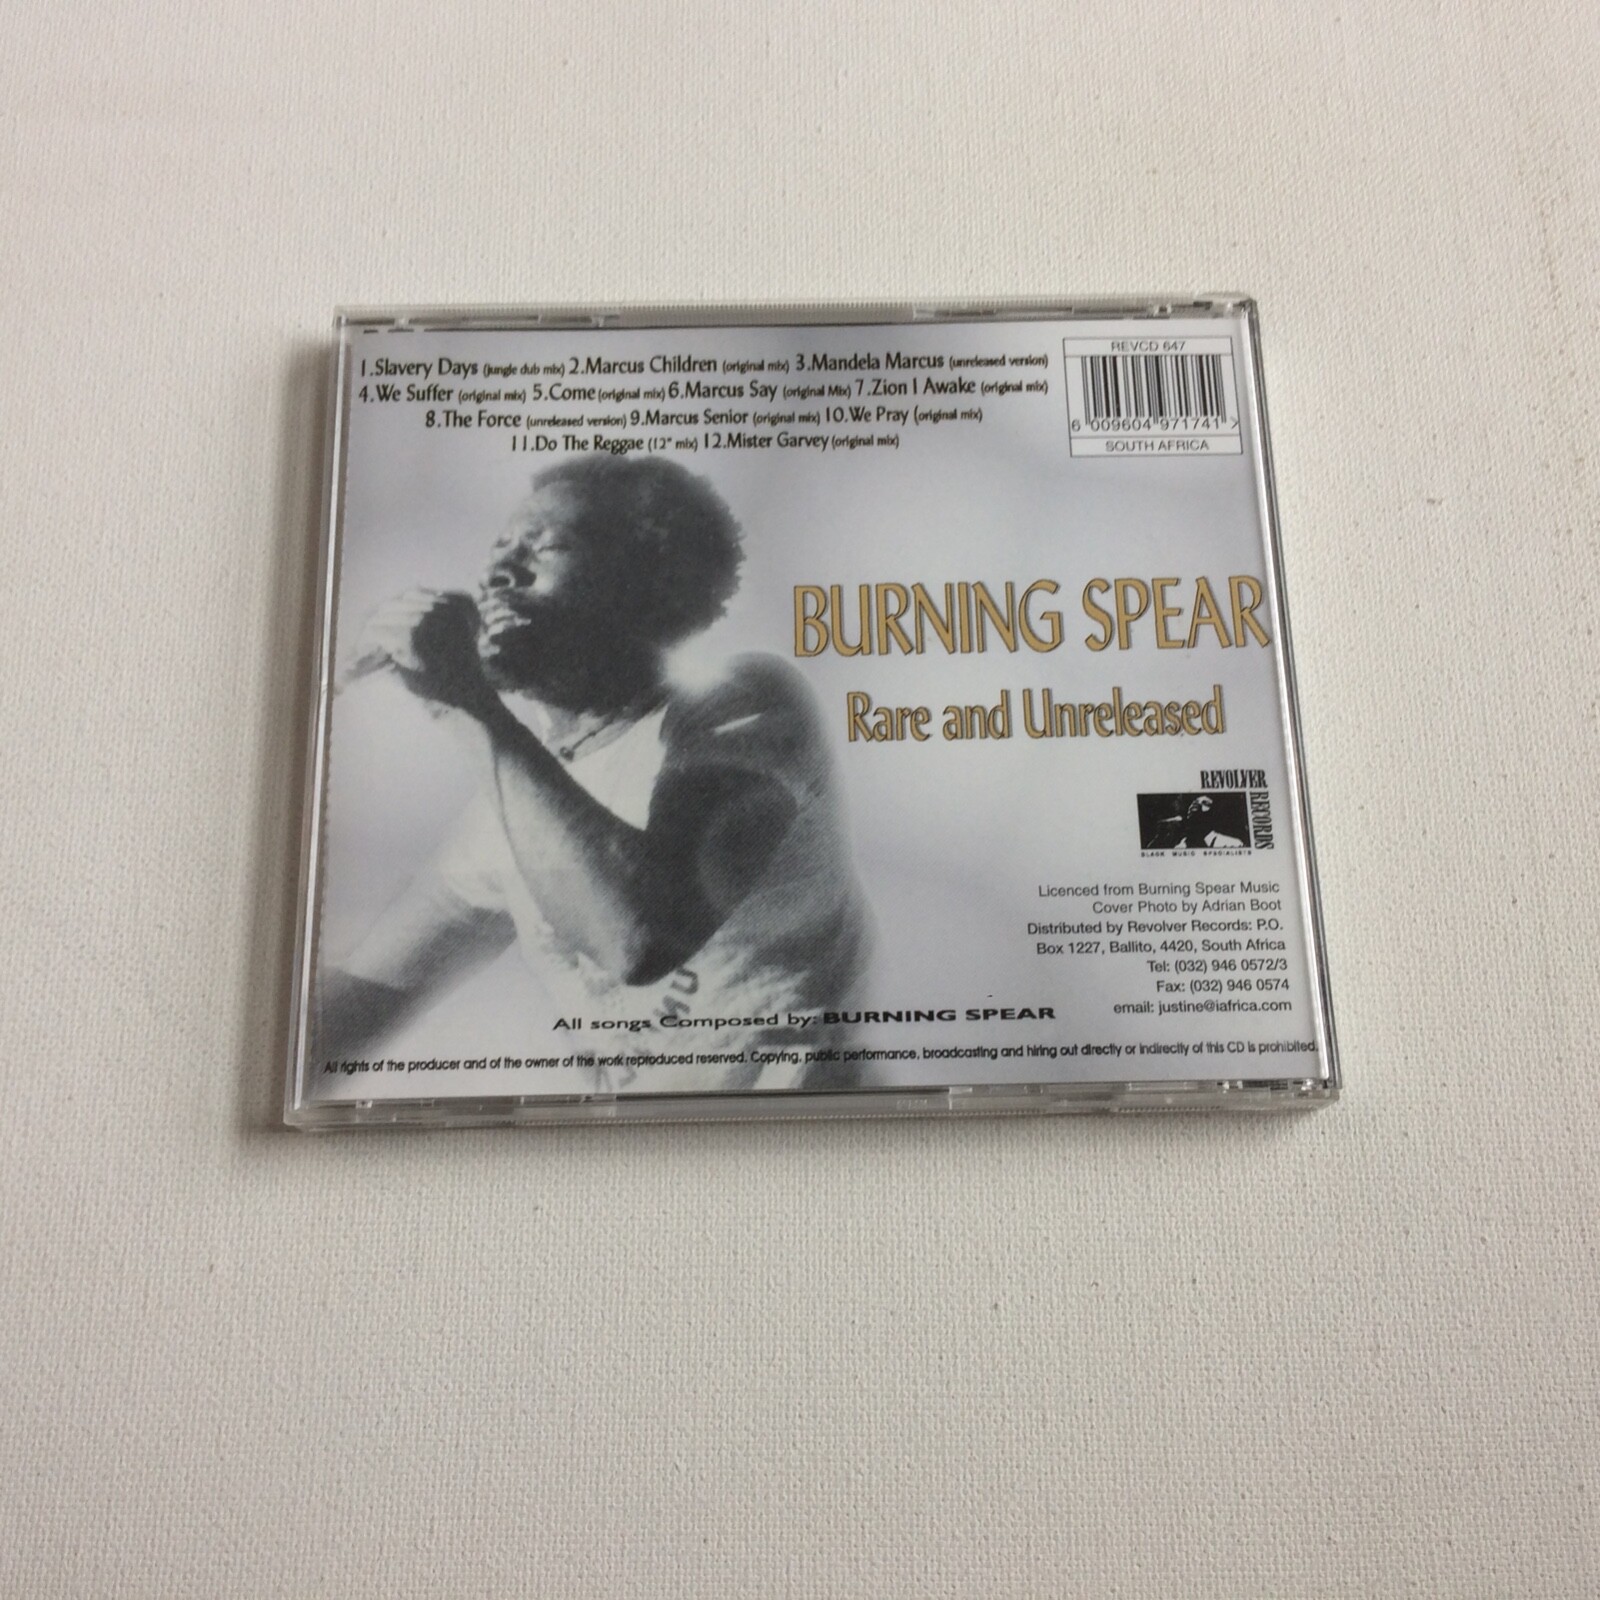 1.Slavery Days (jungle dub mix) 2.Marcus Children (original mix) 3.Mandela Marcus (unreleased version)
4.We Suffer (original mix) 5.Come (original mix) 6.Marcus Say (original Mix) 7.Zion I Awake (original mix)
8.The Force (unreleased version) 9.Marcus Senior (original mix) 10.We Pray (original mix)
11.Do The Reggae (12" mix) 12.Mister Garvey (original mix)
REVCD 647
6 009604 971741 >
SOUTH AFRICA
BURNING SPEAR
Rare and Unreleased
REVOLVER
RECORDS
BLACK MUSIC SPECIALISTS
Licenced from Burning Spear Music
Cover Photo by Adrian Boot
Distributed by Revolver Records: P.O.
Box 1227, Ballito, 4420, South Africa
Tel: (032) 946 0572/3
Fax: (032) 946 0574
email: justine@iafrica.com
All songs Composed by: BURNING SPEAR
All rights of the producer and of the owner of the work reproduced reserved. Copying, public performance, broadcasting and hiring out directly or indirectly of this CD is prohibited.